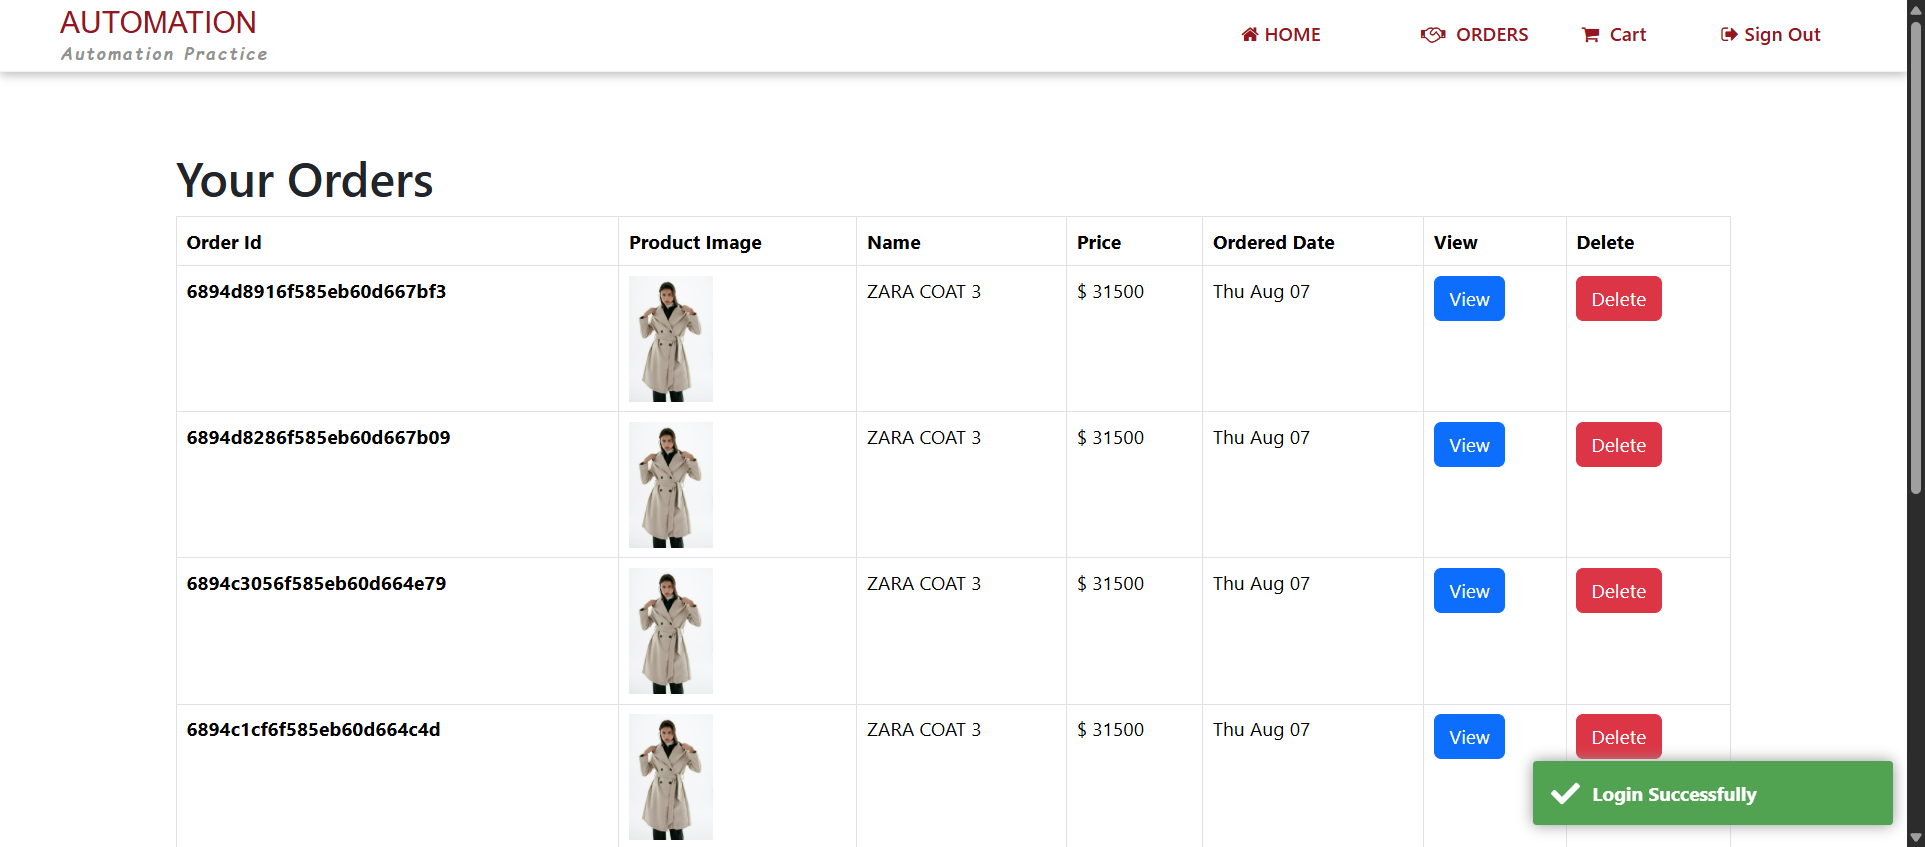 AUTOMATION
Automation Practice
HOME
ORDERS
Cart
Sign Out
Your Orders
Order Id Product Image Name Price Ordered Date View Delete
6894d8916f585eb60d667bf3 ZARA COAT 3 $ 31500 Thu Aug 07 View Delete
6894d8286f585eb60d667b09 ZARA COAT 3 $ 31500 Thu Aug 07 View Delete
6894c3056f585eb60d664e79 ZARA COAT 3 $ 31500 Thu Aug 07 View Delete
6894c1cf6f585eb60d664c4d ZARA COAT 3 $ 31500 Thu Aug 07 View Delete
Login Successfully